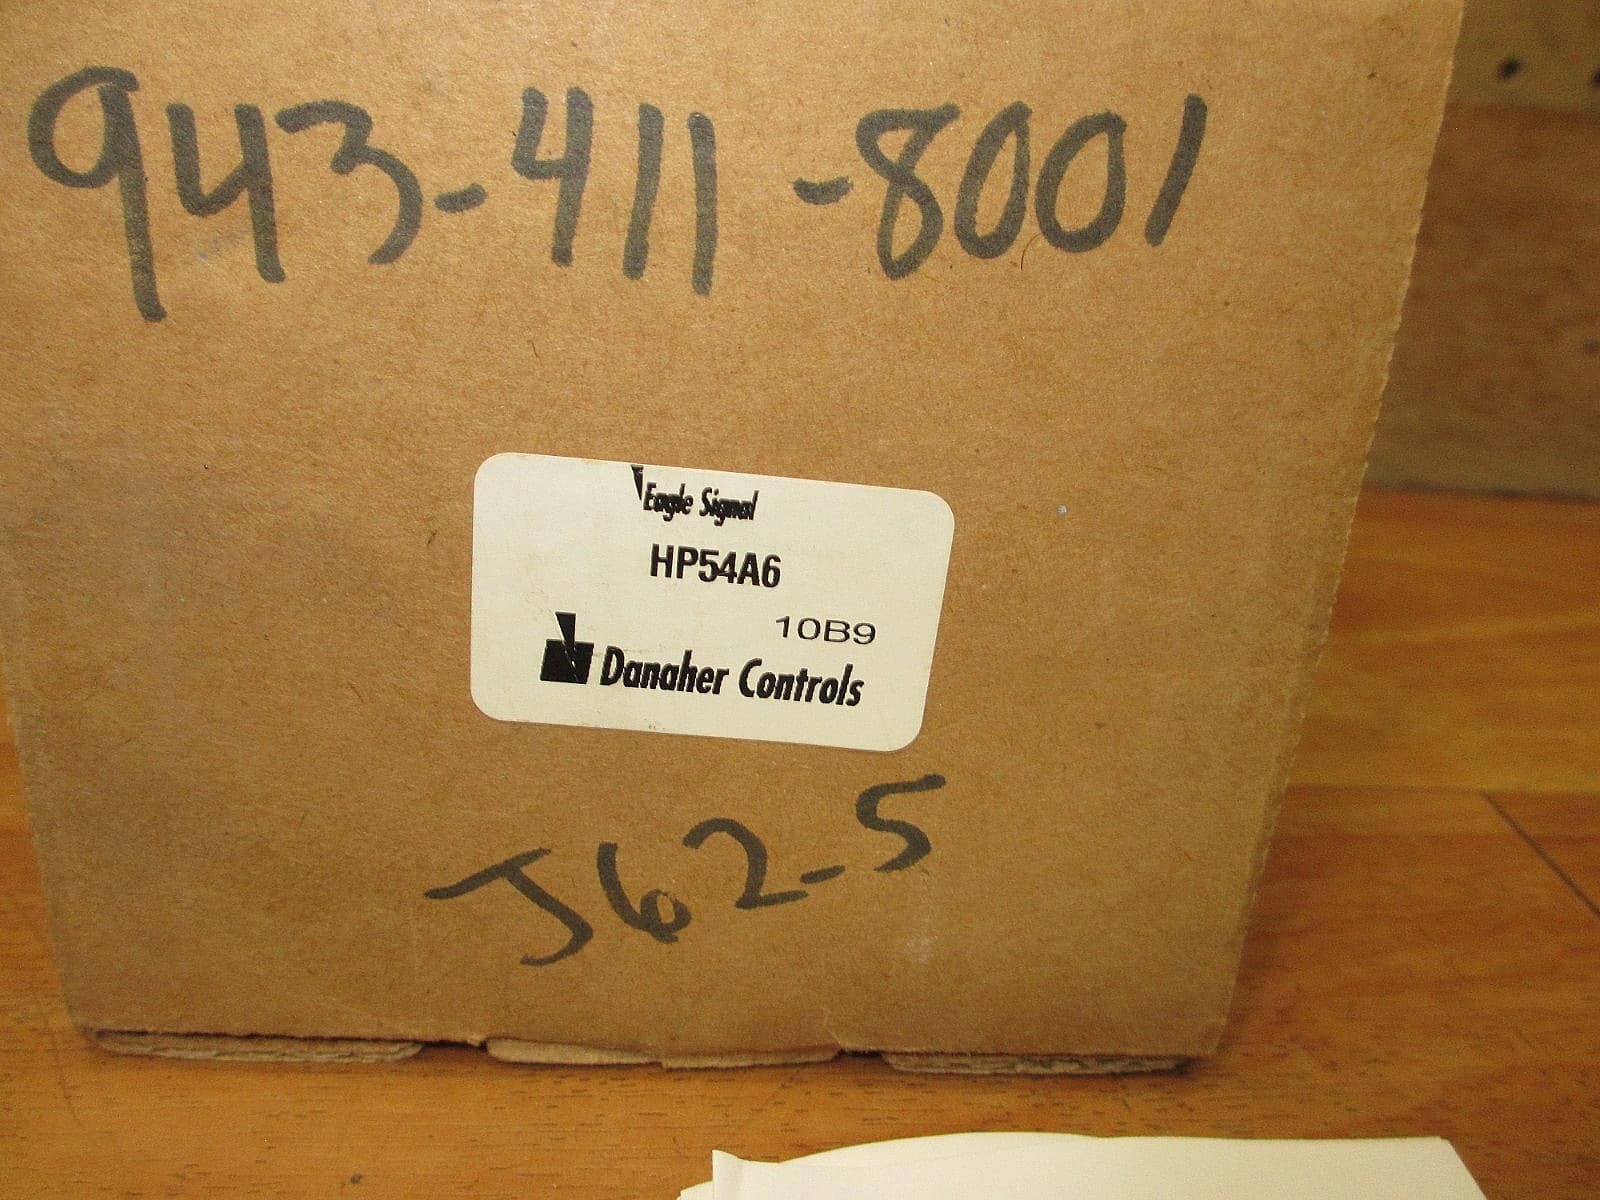 943-411-8001
Eagle Signal
HP54A6
10B9
Danaher Controls
J62-5